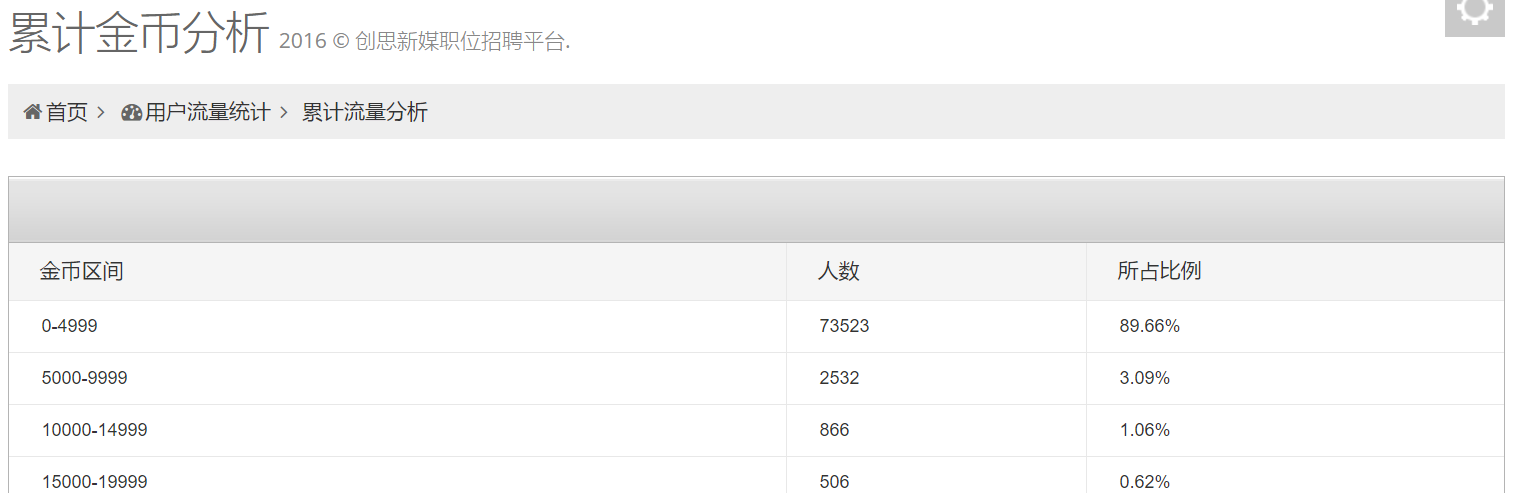 累计金币分析 2016 © 创思新媒职位招聘平台.
首页 > 用户流量统计 > 累计流量分析
金币区间 人数 所占比例
0-4999 73523 89.66%
5000-9999 2532 3.09%
10000-14999 866 1.06%
15000-19999 506 0.62%